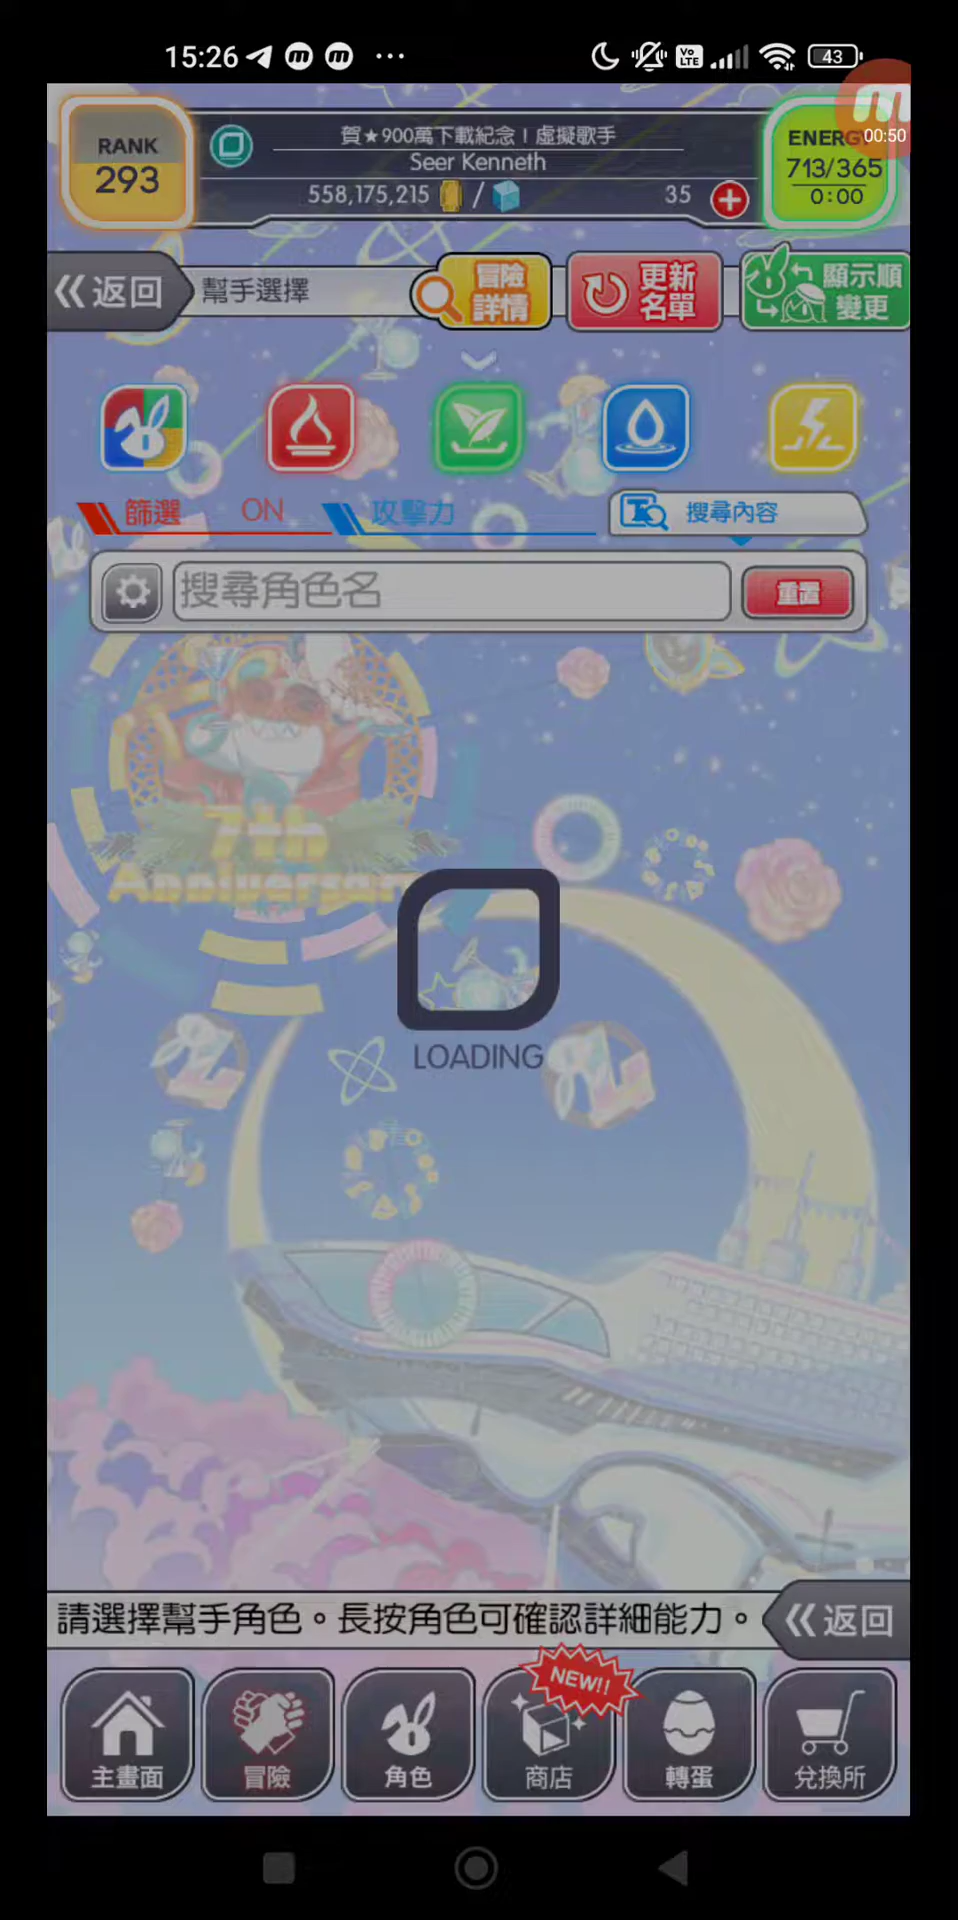 15:26
Vo LTE
43
00:50
RANK
293
賀★900萬下載紀念！虛擬歌手
Seer Kenneth
558,175,215 / 35
ENERGY
713/365
0:00
返回
幫手選擇
冒險
詳情
更新
名單
顯示順
變更
篩選 ON
攻擊力
搜尋內容
搜尋角色名
重置
7th
Anniversary
LOADING
請選擇幫手角色。長按角色可確認詳細能力。
返回
NEW!!
主畫面
冒險
角色
商店
轉蛋
兌換所